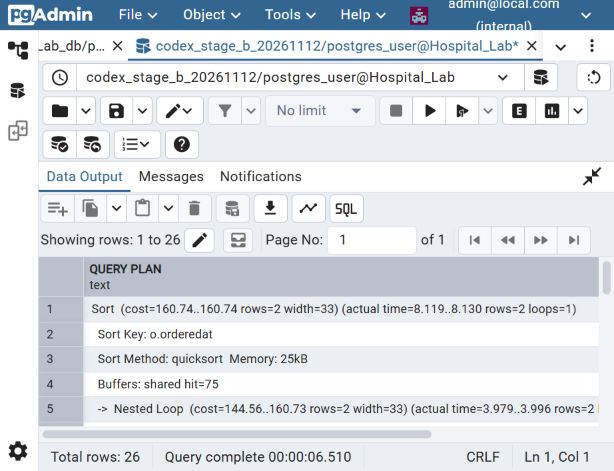 pgAdmin File Object Tools Help admin@local.com (internal)
_ab_db/p... codex_stage_b_20261112/postgres_user@Hospital_Lab*
codex_stage_b_20261112/postgres_user@Hospital_Lab
No limit E
Data Output Messages Notifications
SQL
Showing rows: 1 to 26 Page No: 1 of 1
QUERY PLAN
text
1 Sort (cost=160.74..160.74 rows=2 width=33) (actual time=8.119..8.130 rows=2 loops=1)
2 Sort Key: o.orderedat
3 Sort Method: quicksort Memory: 25kB
4 Buffers: shared hit=75
5 -> Nested Loop (cost=144.56..160.73 rows=2 width=33) (actual time=3.979..3.996 rows=2
Total rows: 26 Query complete 00:00:06.510 CRLF Ln 1, Col 1